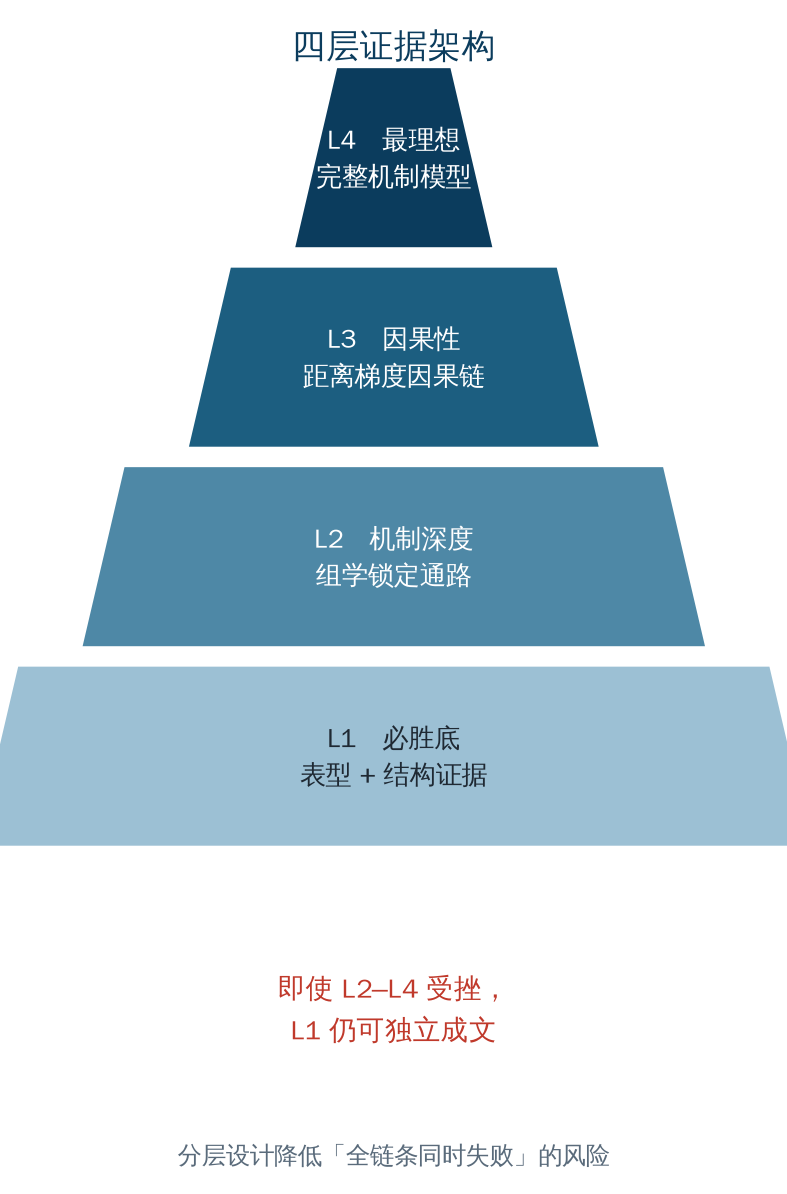 四层证据架构
L4　最理想
完整机制模型
L3　因果性
距离梯度因果链
L2　机制深度
组学锁定通路
L1　必胜底
表型 + 结构证据
即使 L2–L4 受挫，
L1 仍可独立成文
分层设计降低「全链条同时失败」的风险